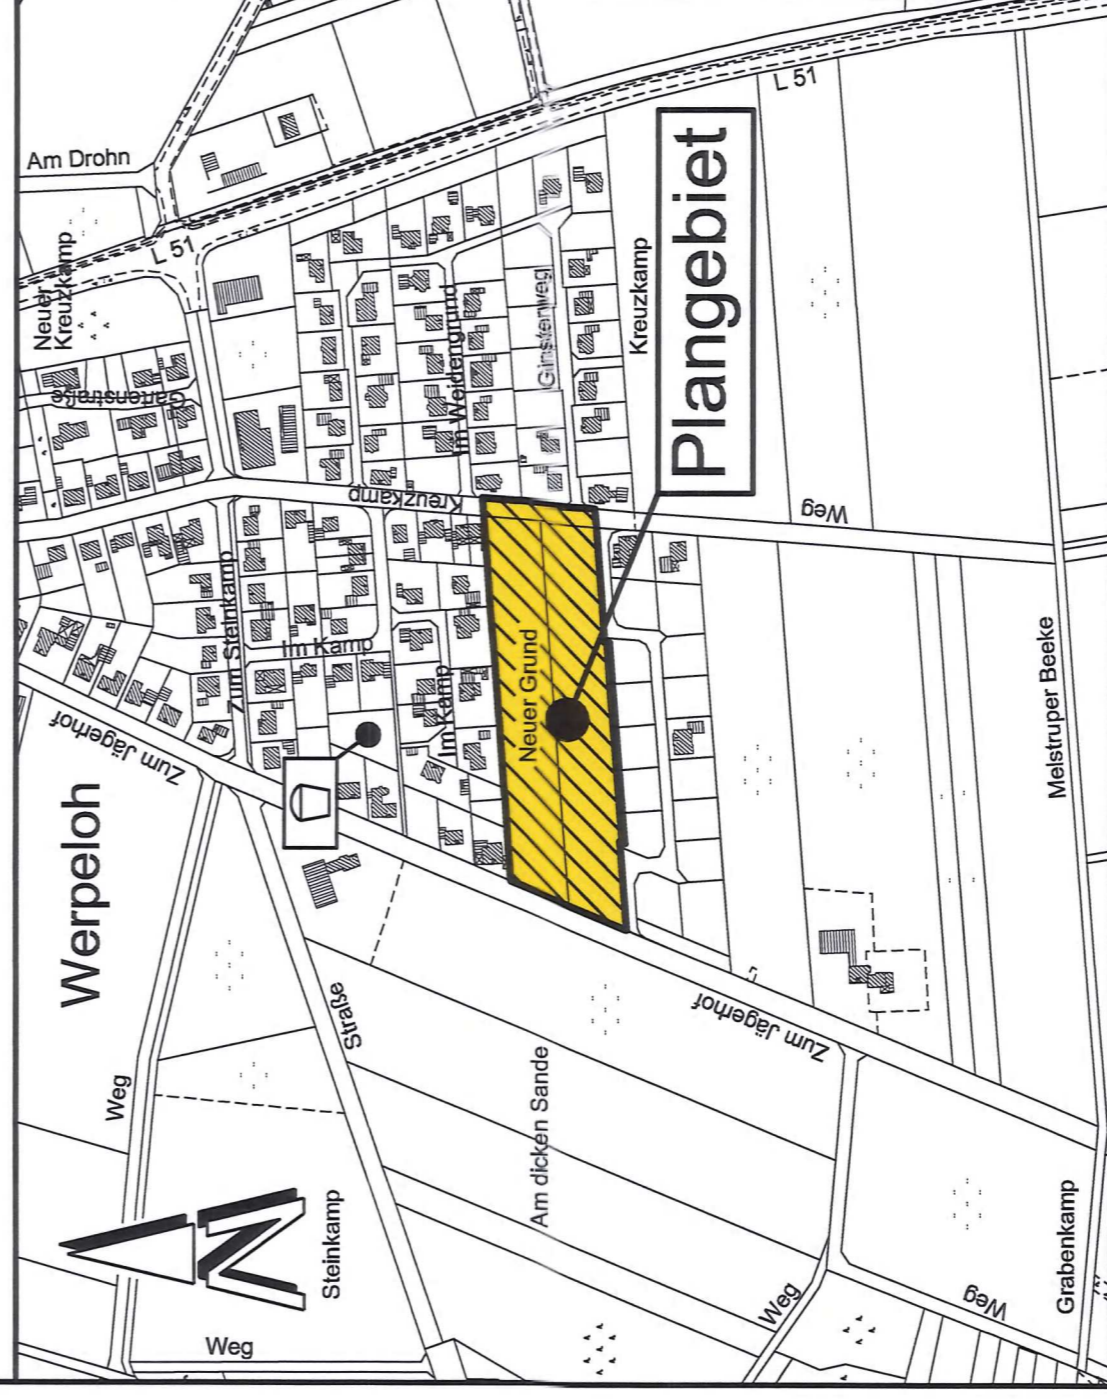 Am Drohn
L 51
L 51
Neuer
Kreuzkamp
Gartenstraße
Im Weidengrund
Ginsterweg
Kreuzkamp
Plangebiet
Kreuzkamp
Weg
Zum Steinkamp
Im Kamp
Im Kamp
Neuer Grund
Melstruper Beeke
Zum Jägerhof
Werpeloh
Zum Jägerhof
Straße
Weg
Am dicken Sande
N
Steinkamp
Weg
Weg
Weg
Grabenkamp